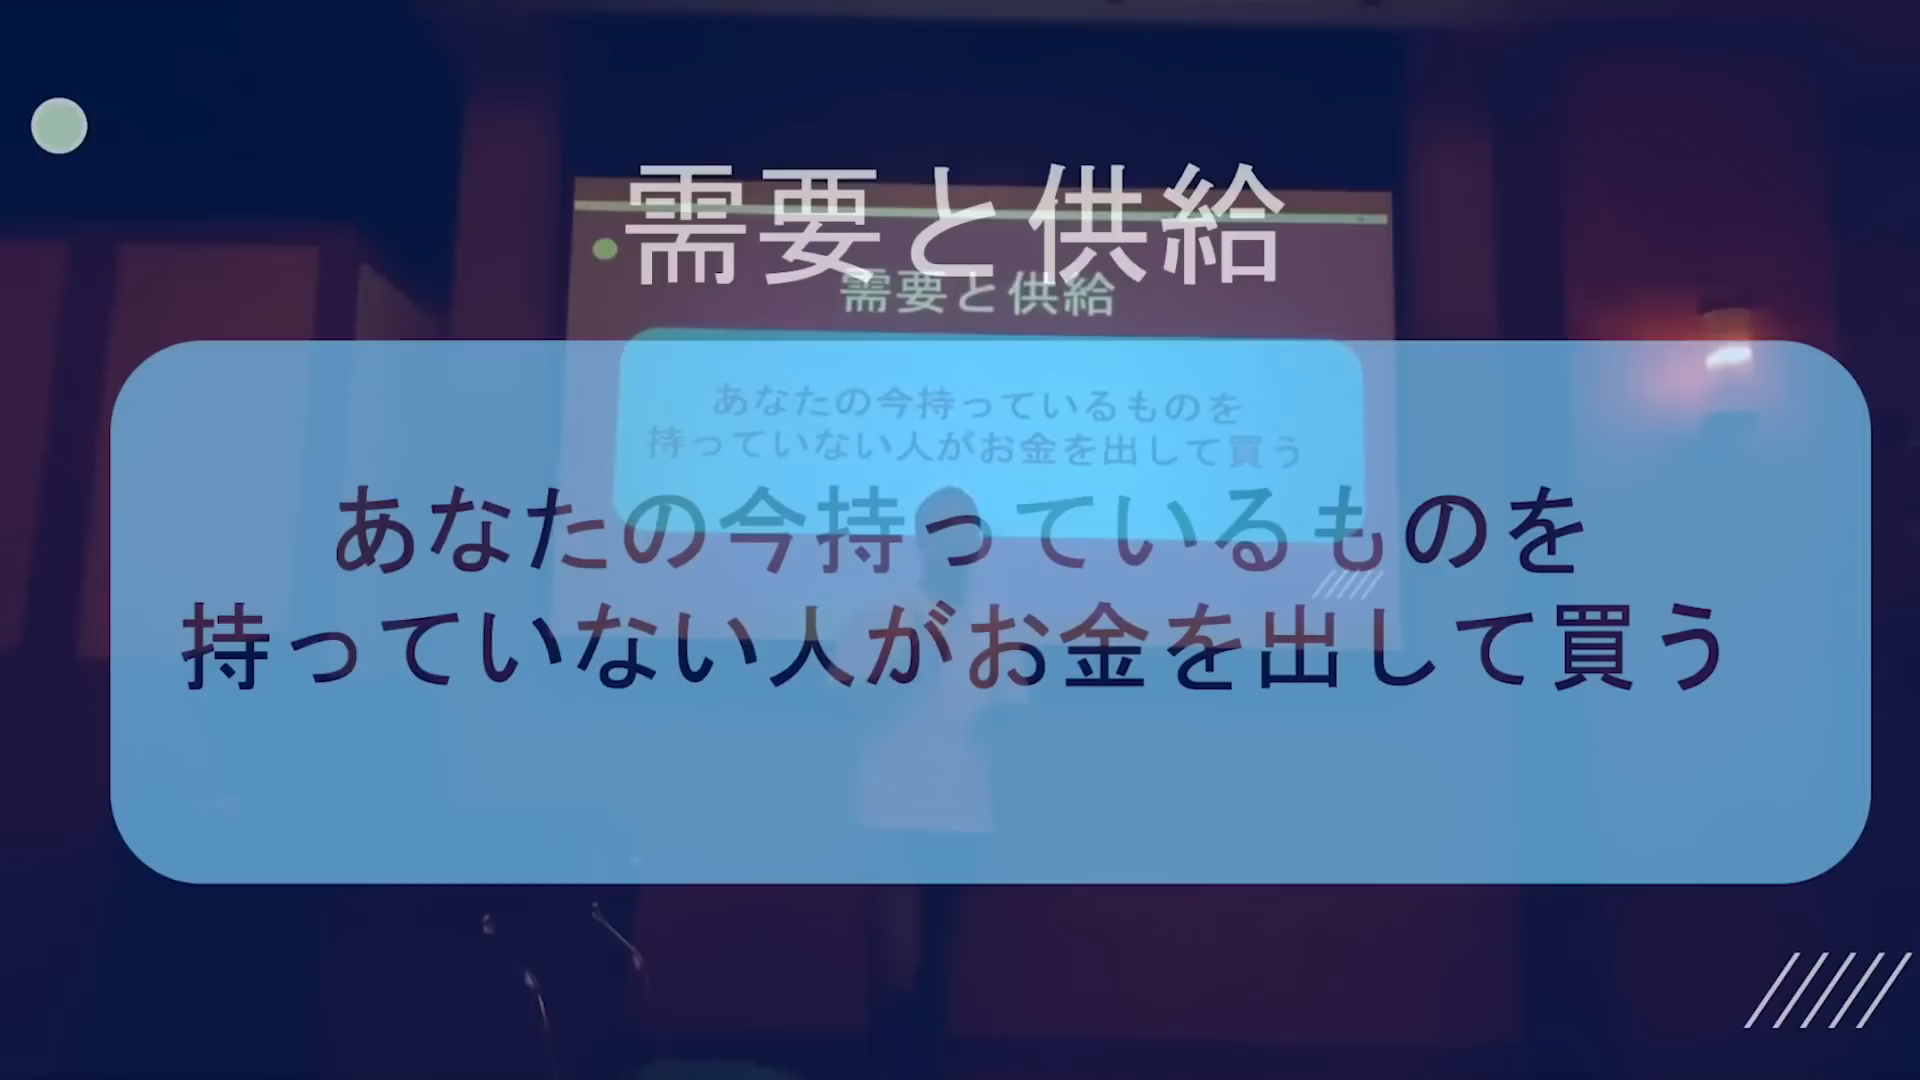 需要と供給
需要と供給
あなたの今持っているものを
持っていない人がお金を出して買う
あなたの今持っているものを
持っていない人がお金を出して買う